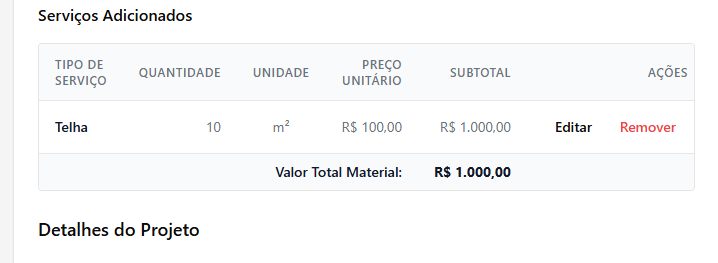 Serviços Adicionados
TIPO DE SERVIÇO QUANTIDADE UNIDADE PREÇO UNITÁRIO SUBTOTAL AÇÕES
Telha 10 m² R$ 100,00 R$ 1.000,00 Editar Remover
Valor Total Material: R$ 1.000,00
Detalhes do Projeto